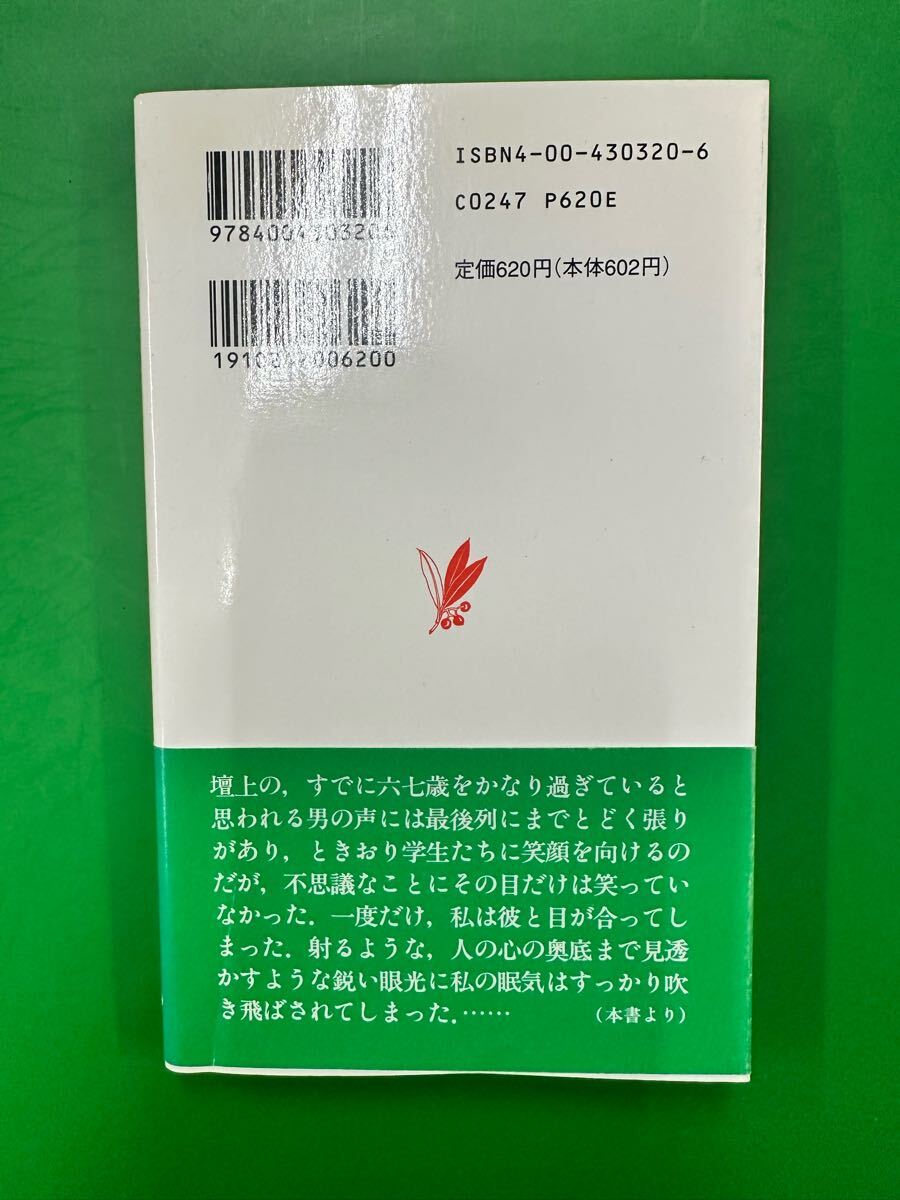 ISBN4-00-430320-6
C0247 P620E
9784004303206
定価620円(本体602円)
1910247006200
壇上の，すでに六七歳をかなり過ぎていると
思われる男の声には最後列にまでとどく張り
があり，ときおり学生たちに笑顔を向けるの
だが，不思議なことにその目だけは笑ってい
なかった．一度だけ，私は彼と目が合ってし
まった．射るような，人の心の奥底まで見透
かすような鋭い眼光に私の眠気はすっかり吹
き飛ばされてしまった．…… （本書より）